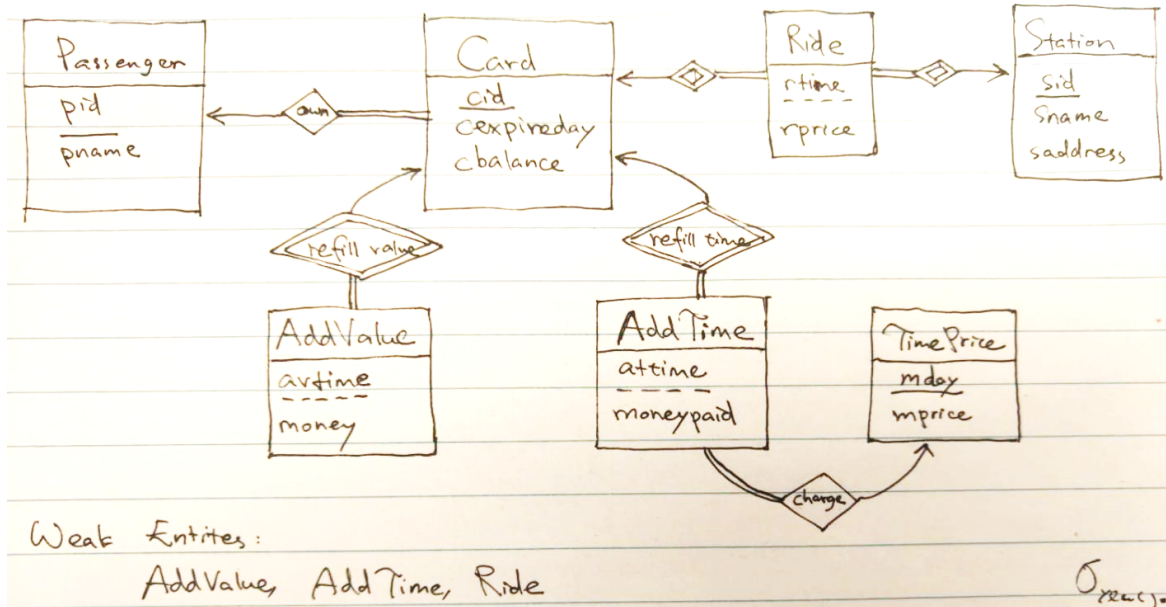 Passenger
pid
pname
own
Card
cid
cexpireday
cbalance
Ride
rtime
rprice
Station
sid
sname
saddress
refill value
refill time
AddValue
avtime
money
AddTime
attime
moneypaid
TimePrice
mday
mprice
charge
Weak Entites:
AddValue, AddTime, Ride